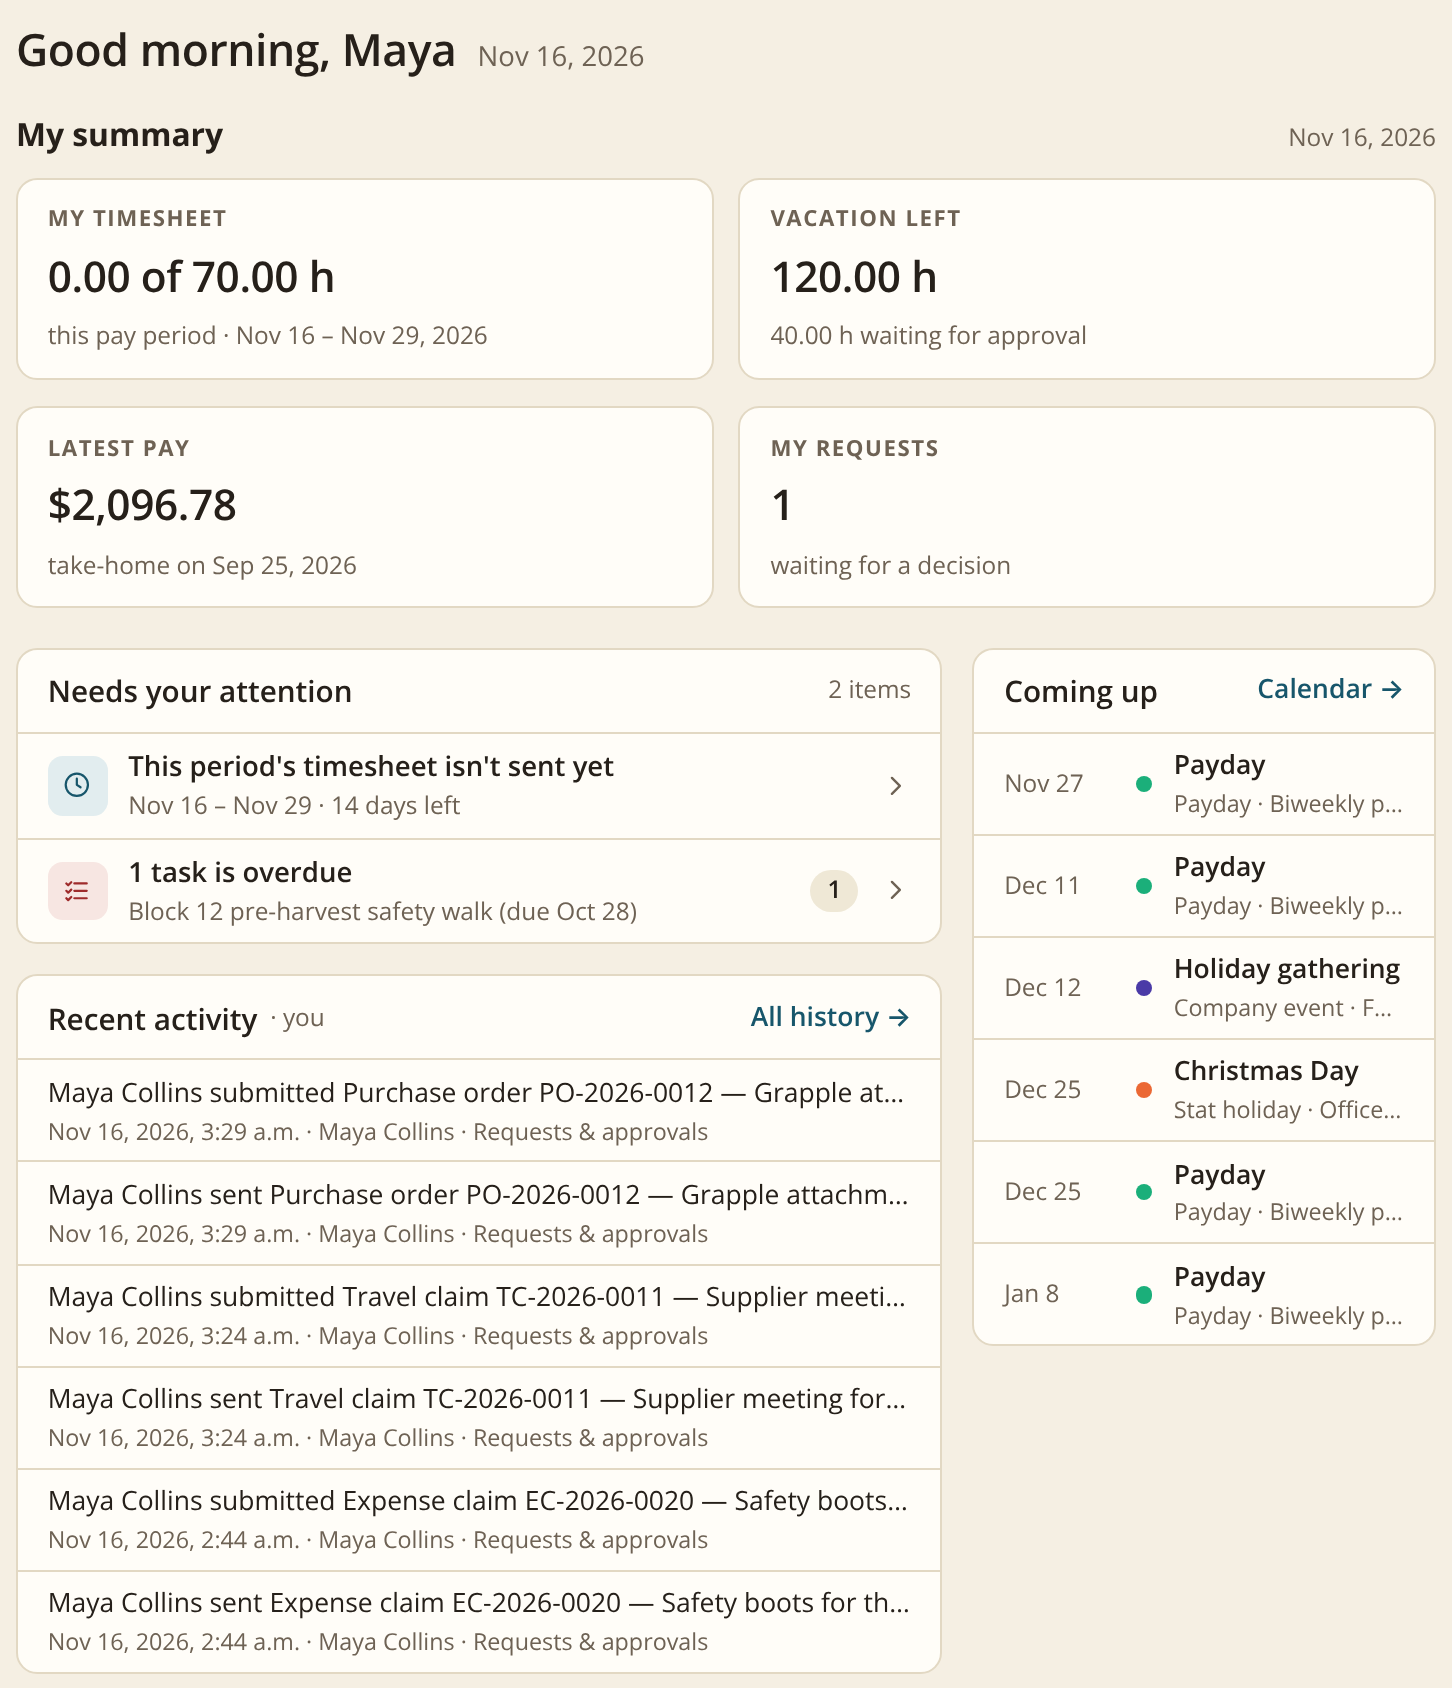 Good morning, Maya Nov 16, 2026
My summary Nov 16, 2026
MY TIMESHEET
0.00 of 70.00 h
this pay period · Nov 16 – Nov 29, 2026
VACATION LEFT
120.00 h
40.00 h waiting for approval
LATEST PAY
$2,096.78
take-home on Sep 25, 2026
MY REQUESTS
1
waiting for a decision
Needs your attention 2 items
This period's timesheet isn't sent yet
Nov 16 – Nov 29 · 14 days left
1 task is overdue
Block 12 pre-harvest safety walk (due Oct 28)
1
Recent activity · you All history →
Maya Collins submitted Purchase order PO-2026-0012 — Grapple at...
Nov 16, 2026, 3:29 a.m. · Maya Collins · Requests & approvals
Maya Collins sent Purchase order PO-2026-0012 — Grapple attachm...
Nov 16, 2026, 3:29 a.m. · Maya Collins · Requests & approvals
Maya Collins submitted Travel claim TC-2026-0011 — Supplier meeti...
Nov 16, 2026, 3:24 a.m. · Maya Collins · Requests & approvals
Maya Collins sent Travel claim TC-2026-0011 — Supplier meeting for...
Nov 16, 2026, 3:24 a.m. · Maya Collins · Requests & approvals
Maya Collins submitted Expense claim EC-2026-0020 — Safety boots...
Nov 16, 2026, 2:44 a.m. · Maya Collins · Requests & approvals
Maya Collins sent Expense claim EC-2026-0020 — Safety boots for th...
Nov 16, 2026, 2:44 a.m. · Maya Collins · Requests & approvals
Coming up Calendar →
Nov 27 Payday
Payday · Biweekly p...
Dec 11 Payday
Payday · Biweekly p...
Dec 12 Holiday gathering
Company event · F...
Dec 25 Christmas Day
Stat holiday · Office...
Dec 25 Payday
Payday · Biweekly p...
Jan 8 Payday
Payday · Biweekly p...